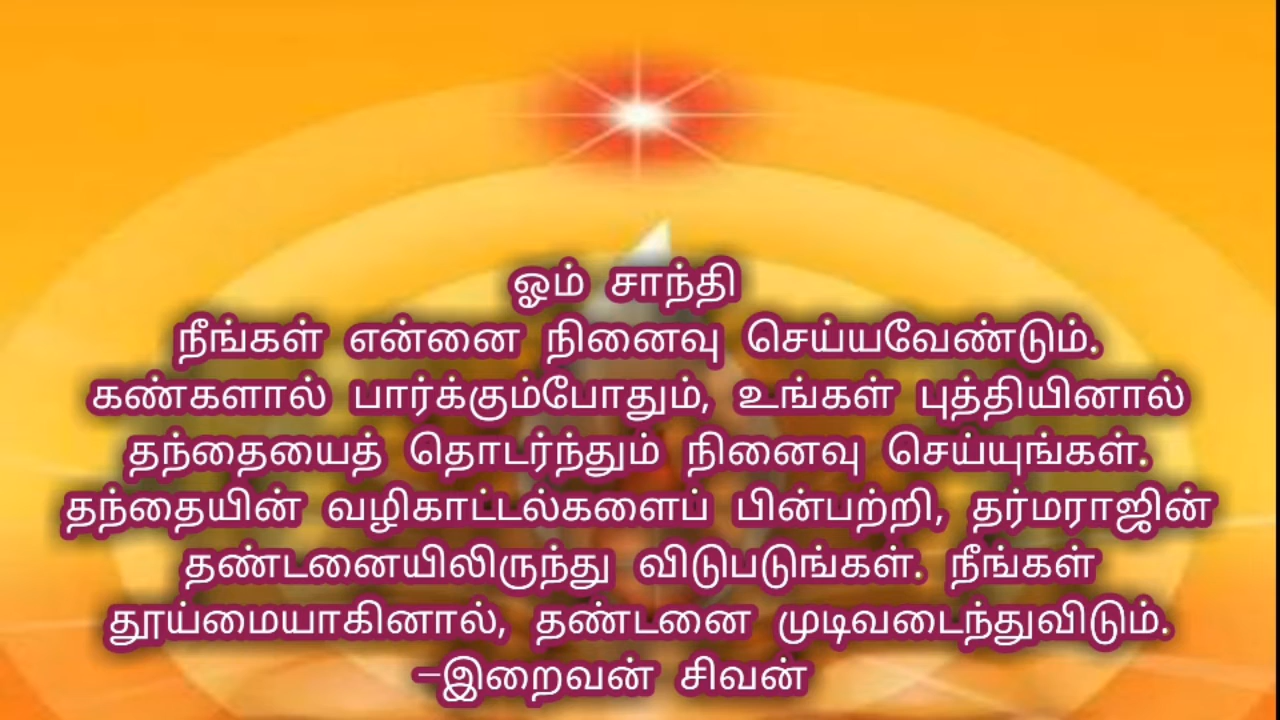 ஓம் சாந்தி
நீங்கள் என்னை நினைவு செய்யவேண்டும்.
கண்களால் பார்க்கும்போதும், உங்கள் புத்தியினால்
தந்தையைத் தொடர்ந்தும் நினைவு செய்யுங்கள்.
தந்தையின் வழிகாட்டல்களைப் பின்பற்றி, தர்மராஜின்
தண்டனையிலிருந்து விடுபடுங்கள். நீங்கள்
தூய்மையாகினால், தண்டனை முடிவடைந்துவிடும்.
–இறைவன் சிவன்